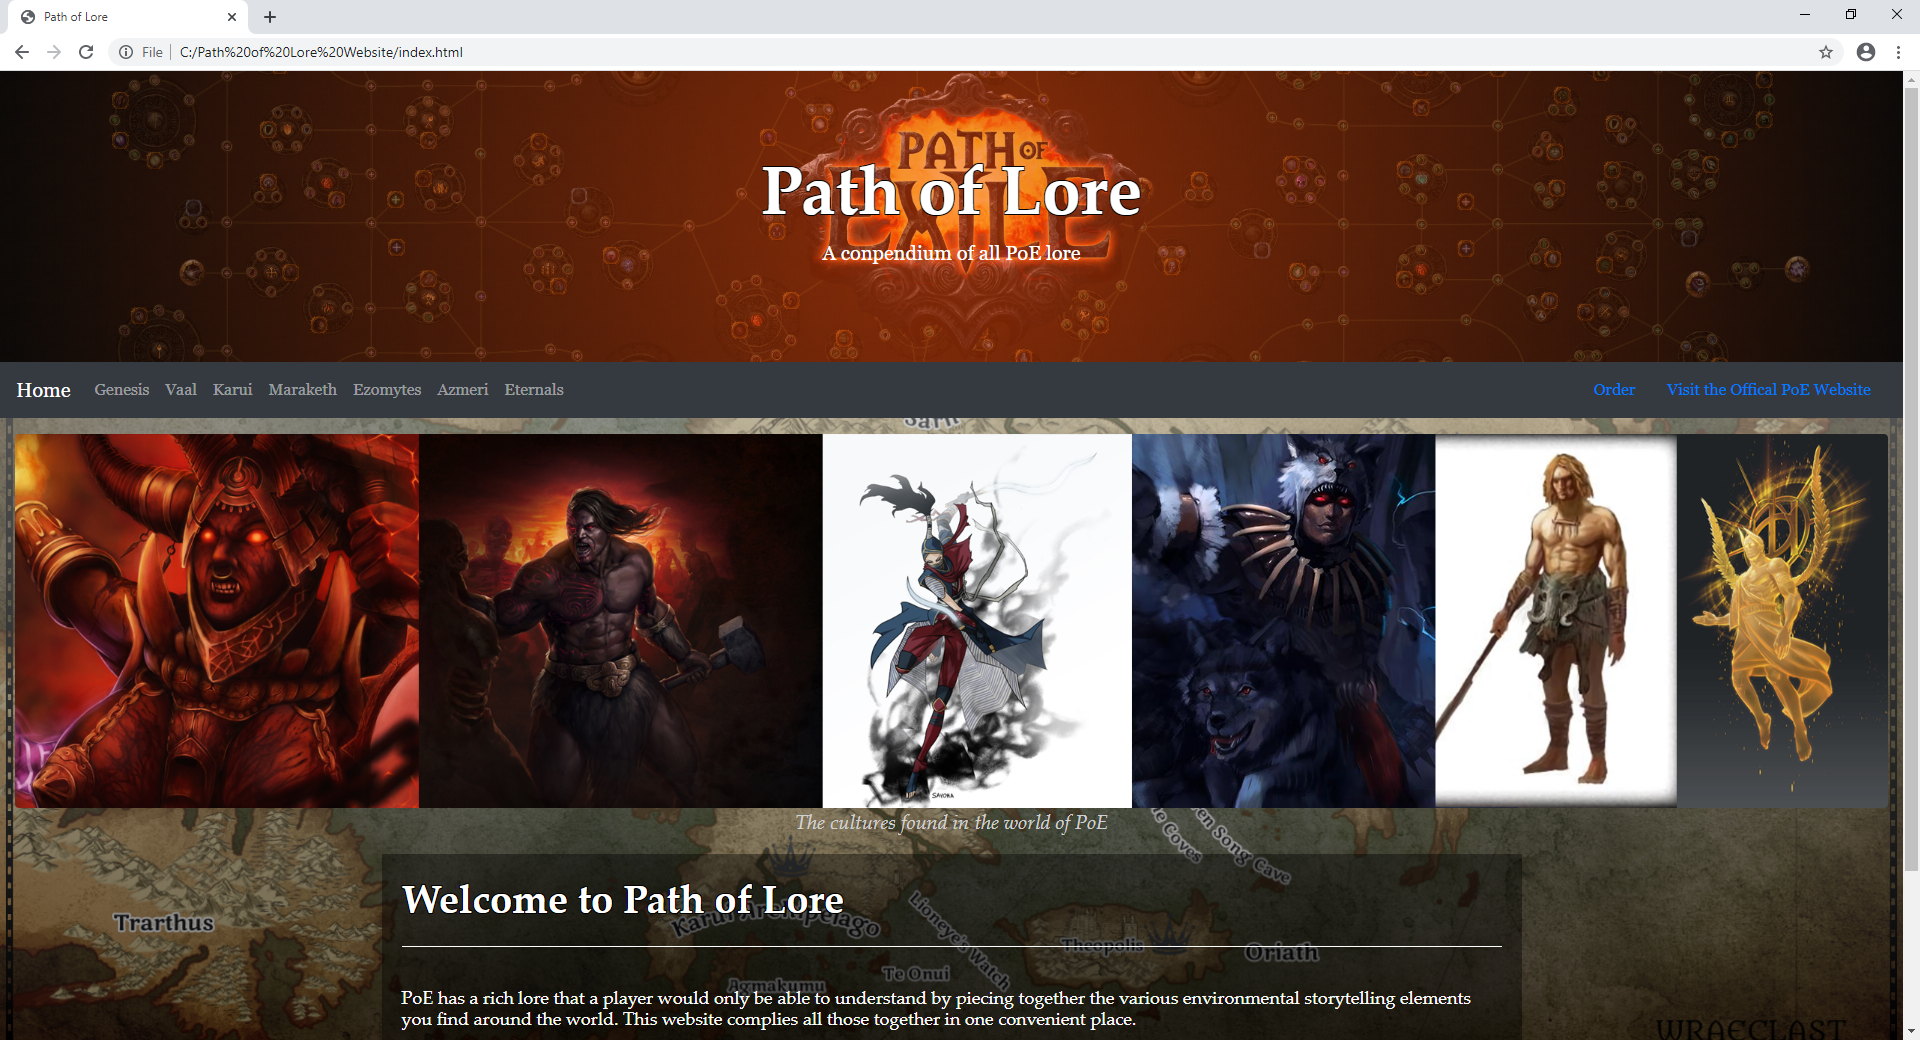 Path of Lore
File
C:/Path%20of%20Lore%20Website/index.html
PATH OF
EXILE
Path of Lore
A conpendium of all PoE lore
Home Genesis Vaal Karui Maraketh Ezomytes Azmeri Eternals Order Visit the Offical PoE Website
Sarn
SAVOKA
The cultures found in the world of PoE
Song Cave
Coves
Welcome to Path of Lore
Trarthus
Karui Archipelago
Lioneye's Watch
Theopolis
Oriath
Te Onui
Agmakumu
PoE has a rich lore that a player would only be able to understand by piecing together the various environmental storytelling elements
you find around the world. This website complies all those together in one convenient place.
WRAECLAST